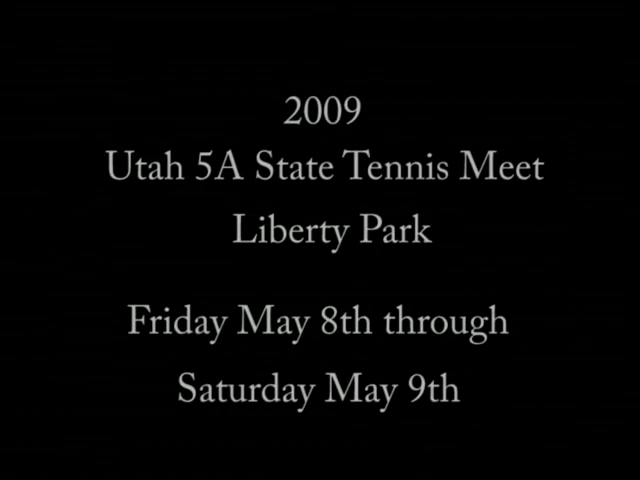 2009
Utah 5A State Tennis Meet
Liberty Park
Friday May 8th through
Saturday May 9th